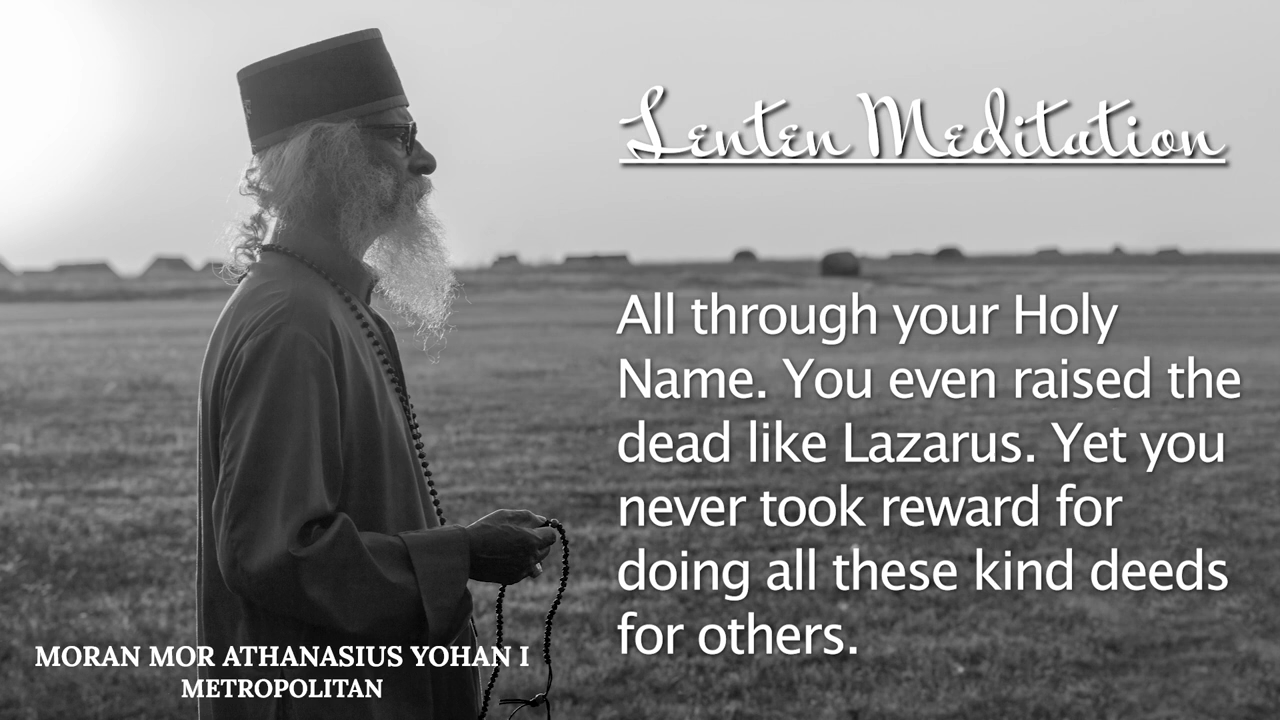 Lenten Meditation
All through your Holy
Name. You even raised the
dead like Lazarus. Yet you
never took reward for
doing all these kind deeds
for others.
MORAN MOR ATHANASIUS YOHAN I
METROPOLITAN